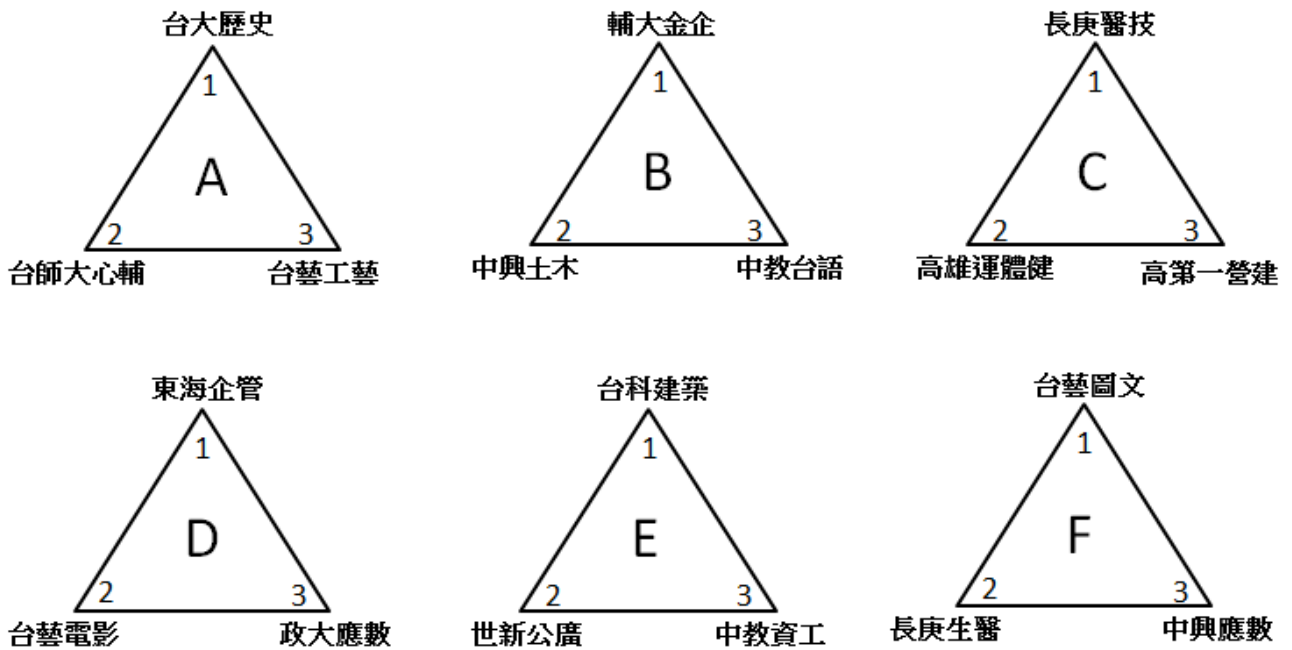 台大歷史 輔大金企 長庚醫技
1 1 1
A B C
2 3 2 3 2 3
台師大心輔 台藝工藝 中興土木 中教台語 高雄運體健 高第一營建
東海企管 台科建築 台藝圖文
1 1 1
D E F
2 3 2 3 2 3
台藝電影 政大應數 世新公廣 中教資工 長庚生醫 中興應數